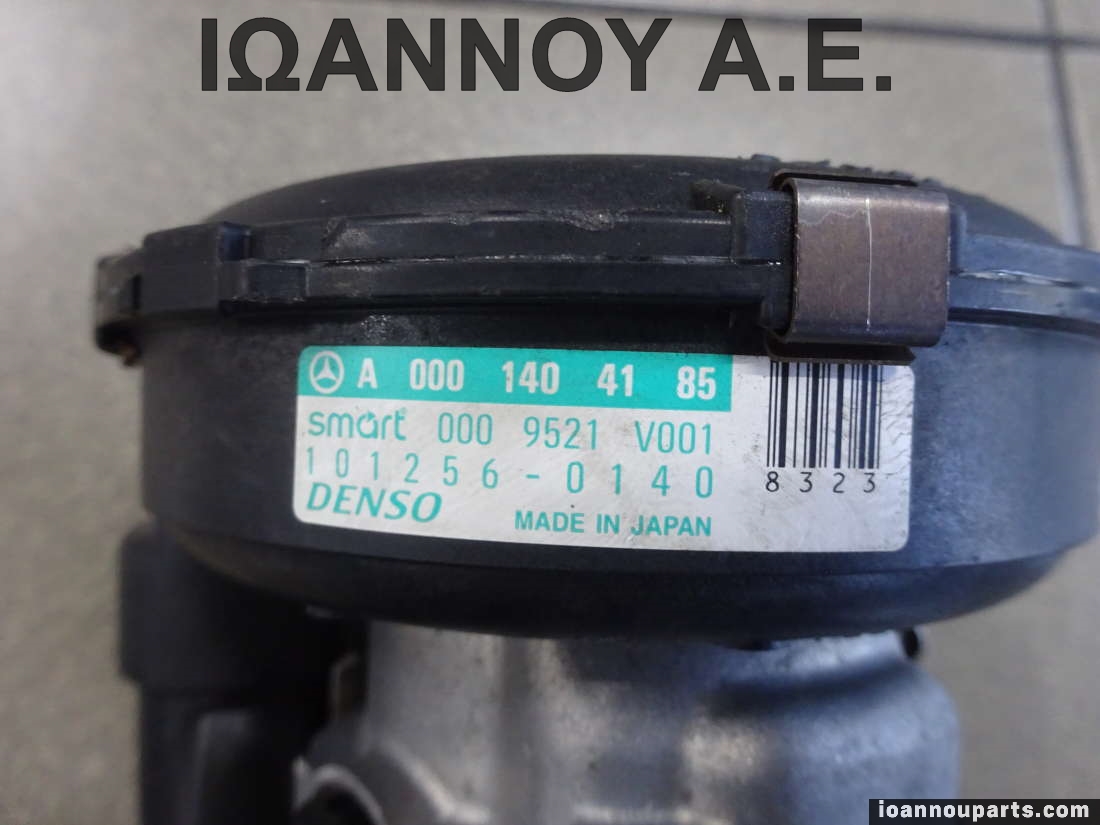 ΙΩΑΝΝΟΥ Α.Ε.
A 000 140 41 85
smart 000 9521 V001
101256-0140
8323
DENSO
MADE IN JAPAN
ioannouparts.com